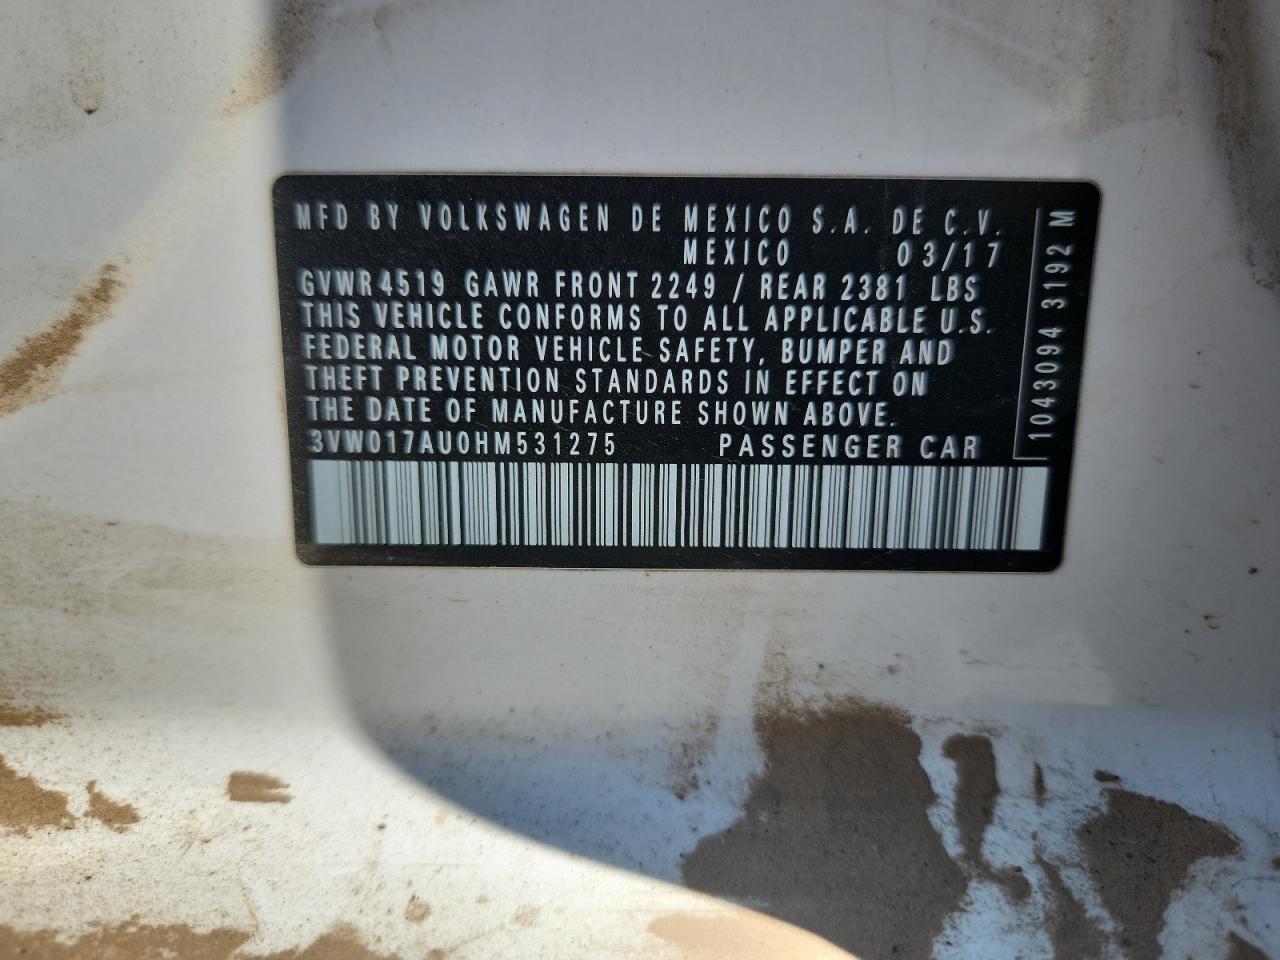 MFD BY VOLKSWAGEN DE MEXICO S.A. DE C.V.
MEXICO 03/17
GVWR 4519 GAWR FRONT 2249 / REAR 2381 LBS
THIS VEHICLE CONFORMS TO ALL APPLICABLE U.S.
FEDERAL MOTOR VEHICLE SAFETY, BUMPER AND
THEFT PREVENTION STANDARDS IN EFFECT ON
THE DATE OF MANUFACTURE SHOWN ABOVE.
3VW017AU0HM531275 PASSENGER CAR
1043094 3192 M